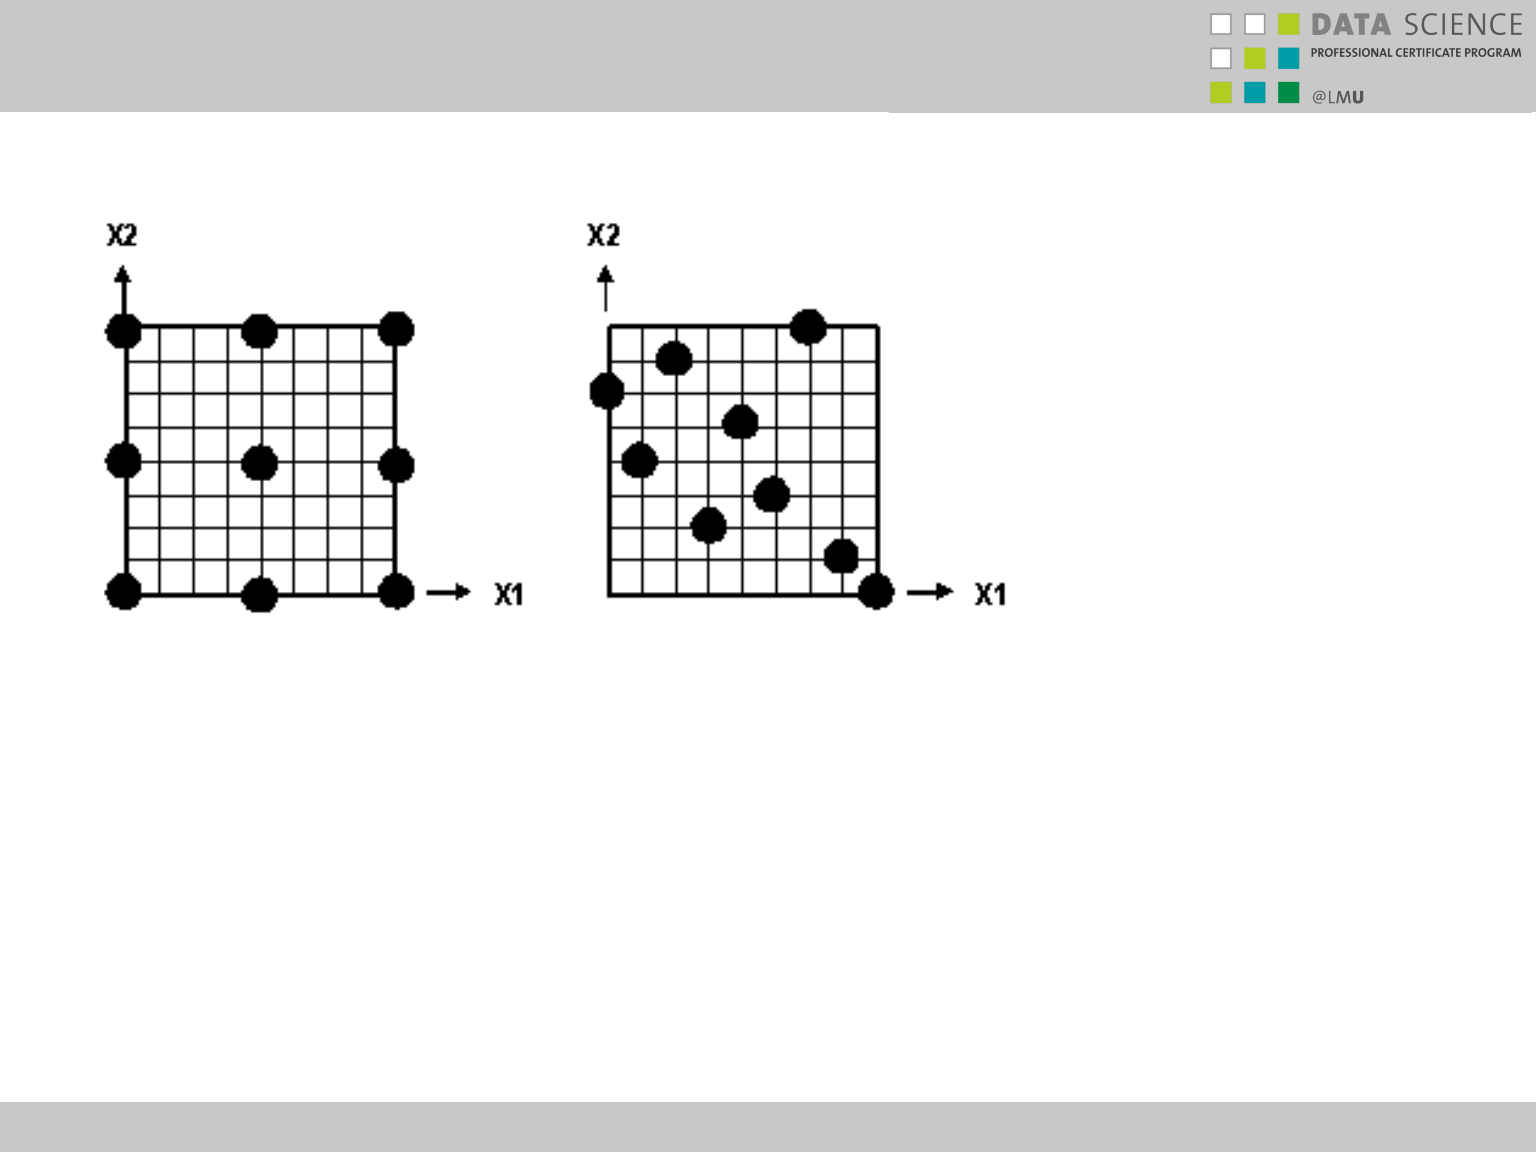 DATA SCIENCE
PROFESSIONAL CERTIFICATE PROGRAM
@LMU
X2
X2
X1
X1